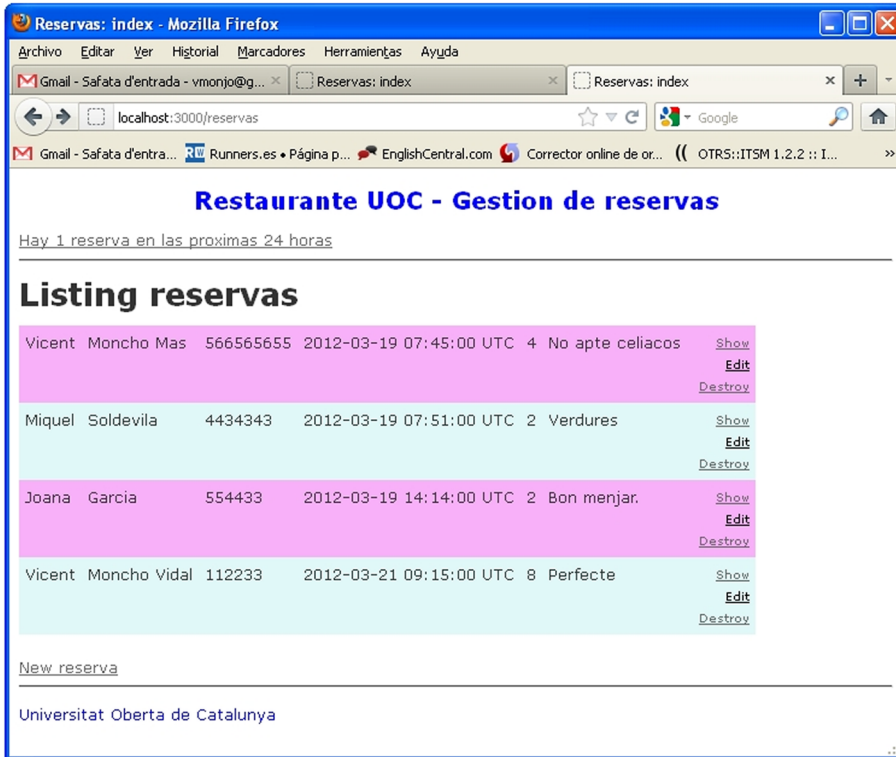 Reservas: index - Mozilla Firefox
Archivo Editar Ver Historial Marcadores Herramientas Ayuda
Gmail - Safata d'entrada - vmonjo@g... Reservas: index Reservas: index
localhost:3000/reservas Google
Gmail - Safata d'entra... RW Runners.es • Página p... EnglishCentral.com Corrector online de or... (( OTRS::ITSM 1.2.2 :: I... »
Restaurante UOC - Gestion de reservas
Hay 1 reserva en las proximas 24 horas
Listing reservas
Vicent Moncho Mas 566565655 2012-03-19 07:45:00 UTC 4 No apte celiacos Show
Edit
Destroy
Miquel Soldevila 4434343 2012-03-19 07:51:00 UTC 2 Verdures Show
Edit
Destroy
Joana Garcia 554433 2012-03-19 14:14:00 UTC 2 Bon menjar. Show
Edit
Destroy
Vicent Moncho Vidal 112233 2012-03-21 09:15:00 UTC 8 Perfecte Show
Edit
Destroy
New reserva
Universitat Oberta de Catalunya